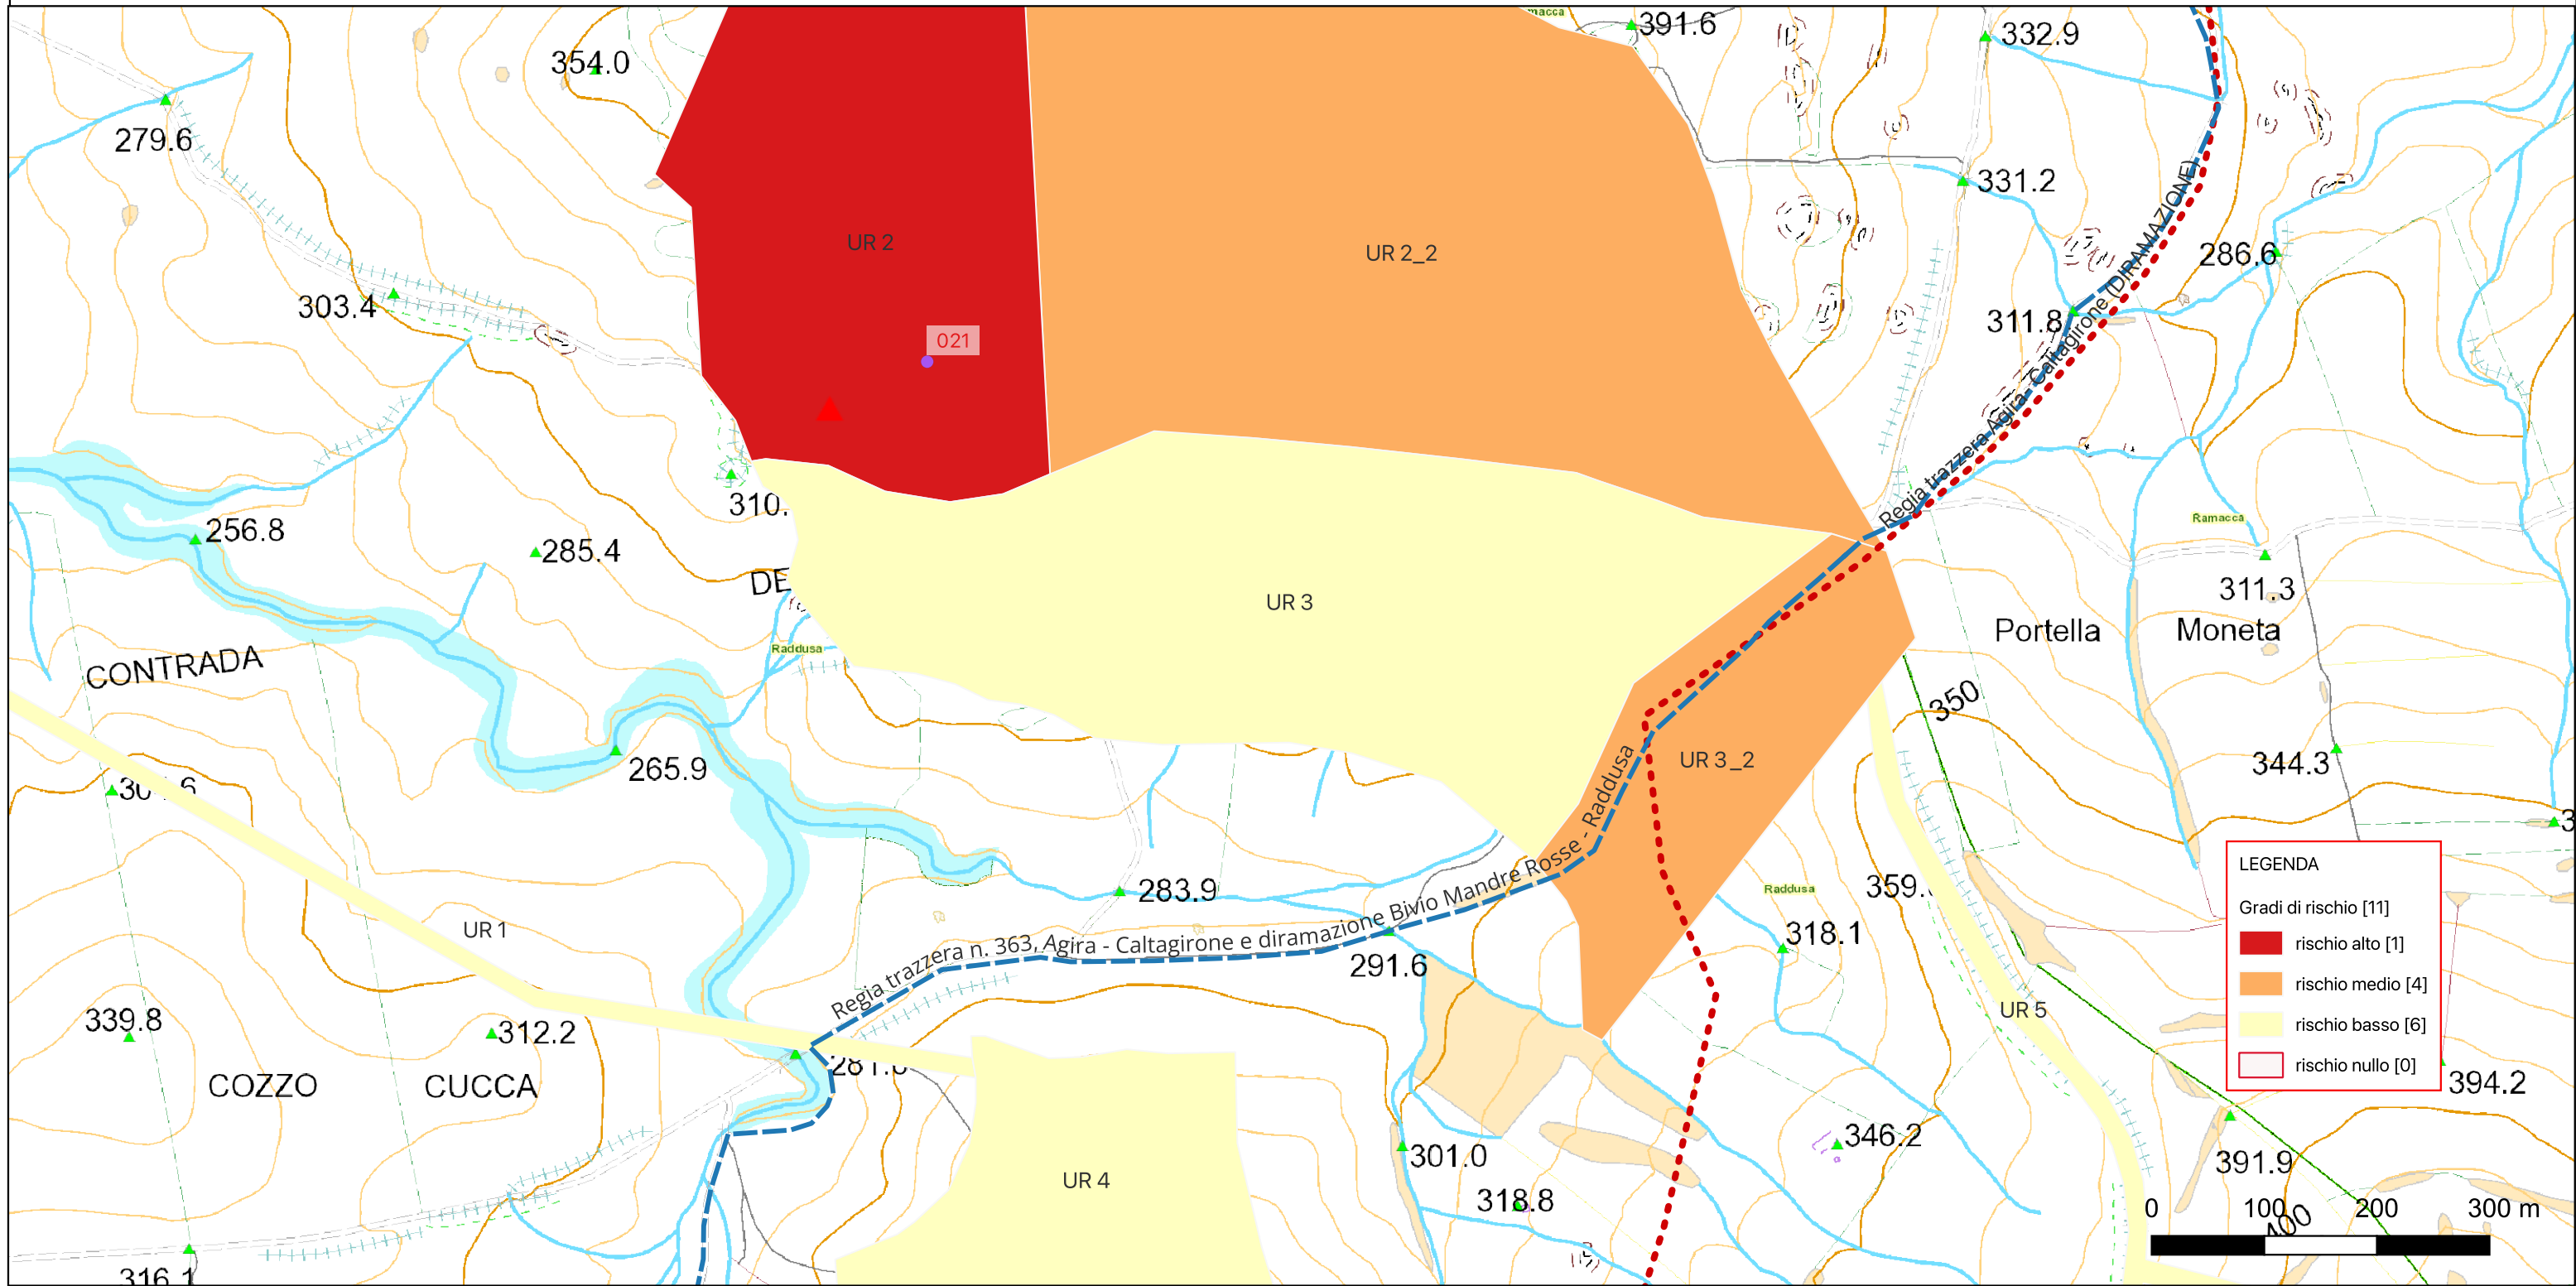 macca
391.6
332.9
354.0
279.6
331.2
UR 2
UR 2_2
286.6
303.4
311.8
021
Regia trazzera Agira - Caltagirone (DIRAMAZIONE)
310.
256.8
285.4
Ramacca
DE
311.3
UR 3
Portella Moneta
Raddusa
CONTRADA
350
265.9
UR 3_2
344.3
3
LEGENDA
Gradi di rischio [11]
rischio alto [1]
rischio medio [4]
rischio basso [6]
rischio nullo [0]
283.9
Raddusa
359.
UR 1
318.1
Regia trazzera n. 363, Agira - Caltagirone e diramazione Bivio Mandre Rosse - Raddusa
291.6
UR 5
339.8
312.2
COZZO CUCCA
394.2
346.2
301.0
391.9
UR 4
318.8
0 100 200 300 m
400
316.1